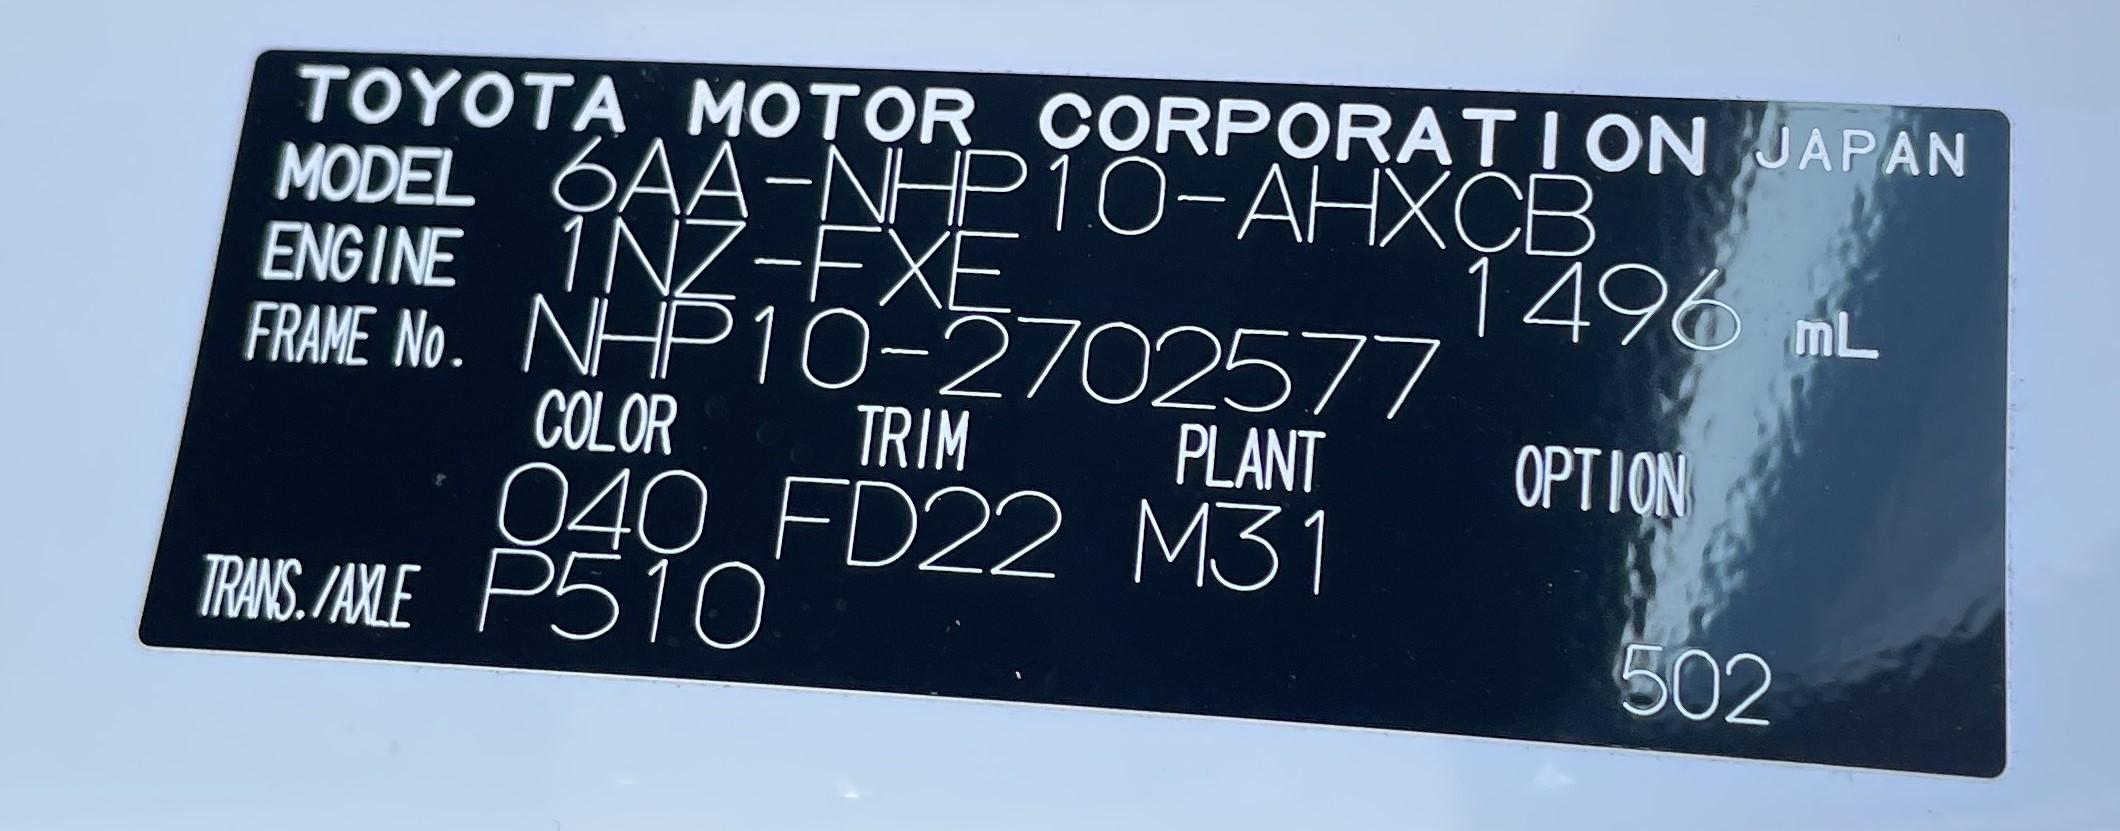 TOYOTA MOTOR CORPORATION JAPAN
MODEL 6AA-NHP10-AHXCB
ENGINE 1NZ-FXE 1496 mL
FRAME No. NHP10-2702577
COLOR TRIM PLANT OPTION
040 FD22 M31
TRANS./AXLE P510
502